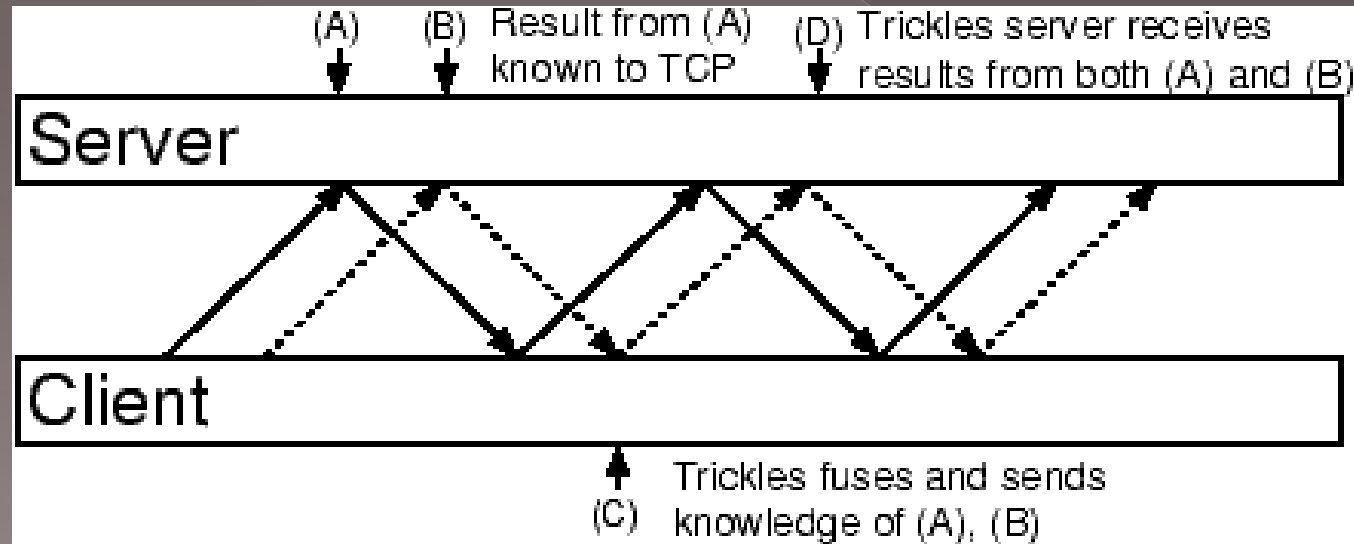 (A)
(B) Result from (A)
known to TCP
(D) Trickles server receives
results from both (A) and (B)
Server
Client
(C)
Trickles fuses and sends
knowledge of (A), (B)